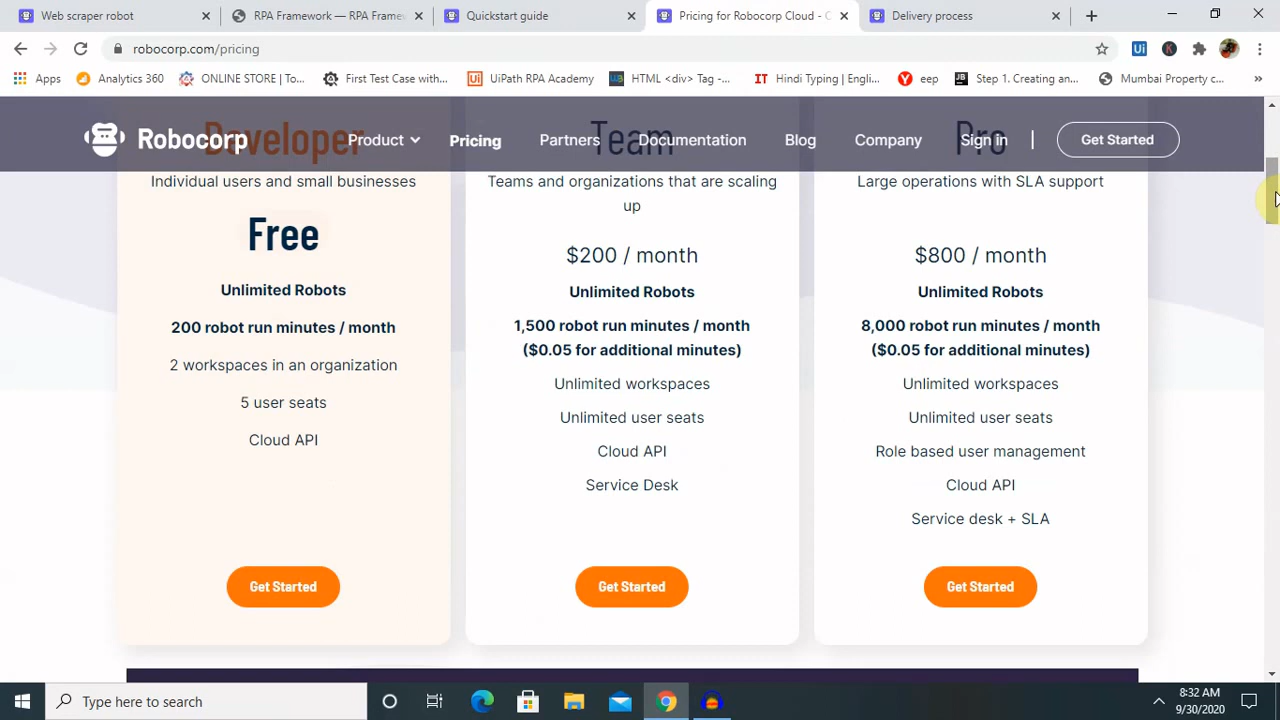 Web scraper robot
RPA Framework — RPA Framew
Quickstart guide
Pricing for Robocorp Cloud - C
Delivery process
robocorp.com/pricing
Apps
Analytics 360
ONLINE STORE | To...
First Test Case with...
UiPath RPA Academy
HTML <div> Tag -...
Hindi Typing | Engli...
eep
Step 1. Creating an...
Mumbai Property c...
Robocorp
Product
Pricing
Partners
Documentation
Blog
Company
Sign in
Get Started
Developer
Individual users and small businesses
Free
Unlimited Robots
200 robot run minutes / month
2 workspaces in an organization
5 user seats
Cloud API
Get Started
Team
Teams and organizations that are scaling
up
$200 / month
Unlimited Robots
1,500 robot run minutes / month
($0.05 for additional minutes)
Unlimited workspaces
Unlimited user seats
Cloud API
Service Desk
Get Started
Pro
Large operations with SLA support
$800 / month
Unlimited Robots
8,000 robot run minutes / month
($0.05 for additional minutes)
Unlimited workspaces
Unlimited user seats
Role based user management
Cloud API
Service desk + SLA
Get Started
Type here to search
8:32 AM
9/30/2020